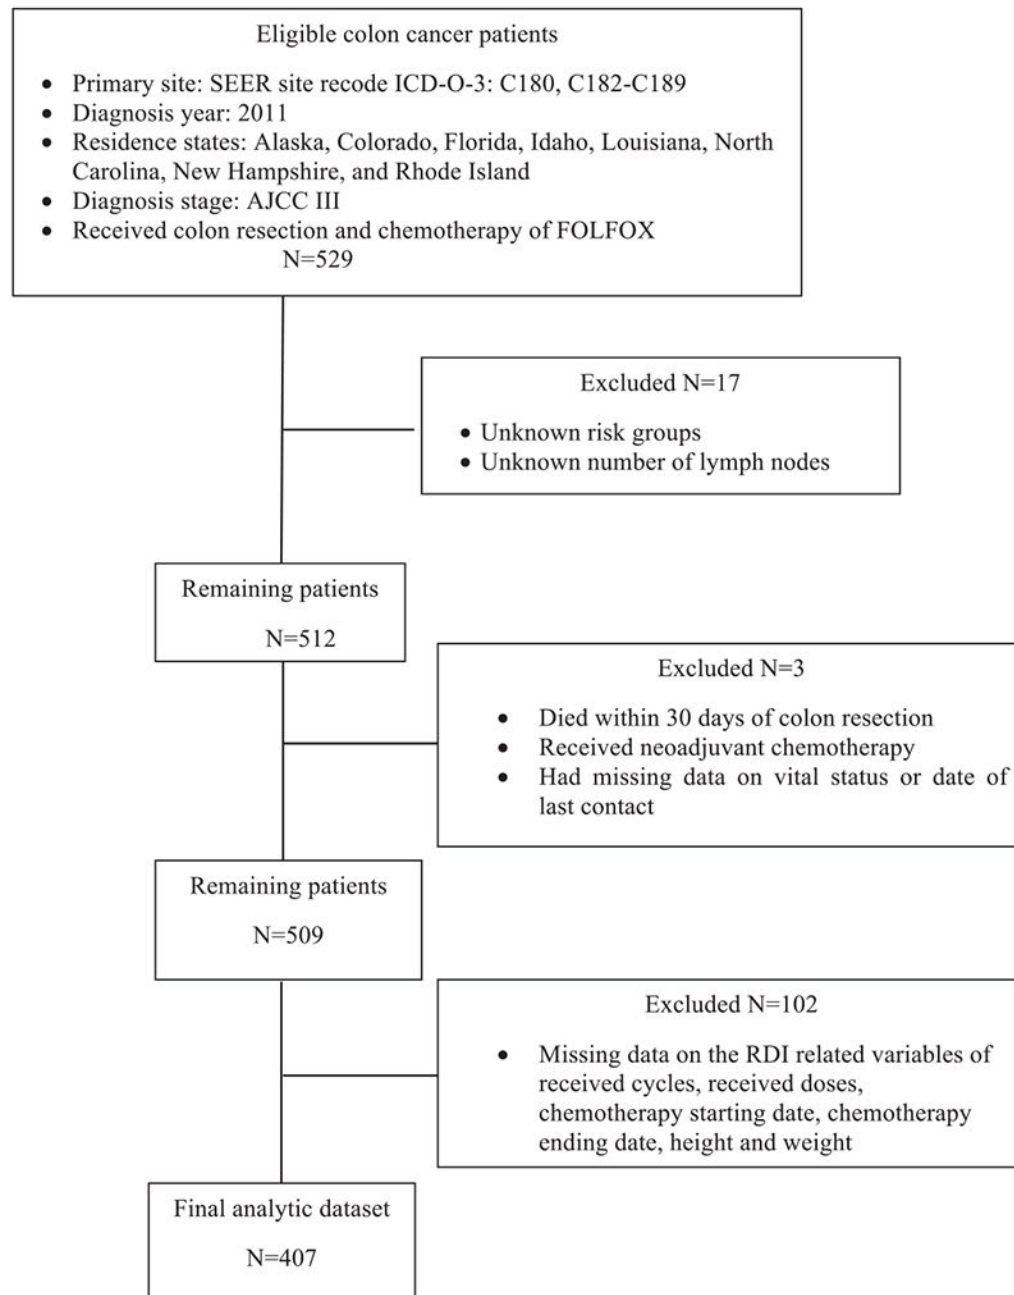 Eligible colon cancer patients
• Primary site: SEER site recode ICD-O-3: C180, C182-C189
• Diagnosis year: 2011
• Residence states: Alaska, Colorado, Florida, Idaho, Louisiana, North
Carolina, New Hampshire, and Rhode Island
• Diagnosis stage: AJCC III
• Received colon resection and chemotherapy of FOLFOX
N=529
Excluded N=17
• Unknown risk groups
• Unknown number of lymph nodes
Remaining patients
N=512
Excluded N=3
• Died within 30 days of colon resection
• Received neoadjuvant chemotherapy
• Had missing data on vital status or date of
last contact
Remaining patients
N=509
Excluded N=102
• Missing data on the RDI related variables of
received cycles, received doses,
chemotherapy starting date, chemotherapy
ending date, height and weight
Final analytic dataset
N=407